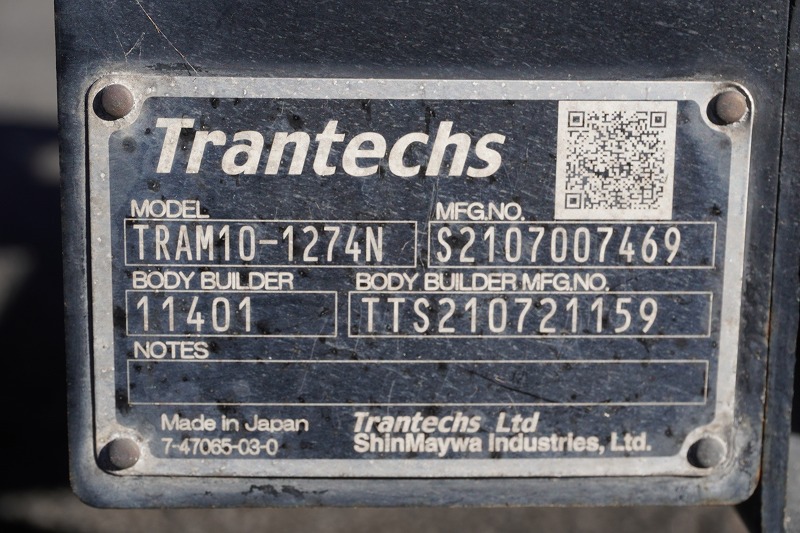 Trantechs
MODEL MFG.NO.
TRAM10-1274N S2107007469
BODY BUILDER BODY BUILDER MFG.NO.
11401 TTS210721159
NOTES
Made in Japan Trantechs Ltd
7-47065-03-0 ShinMaywa Industries, Ltd.